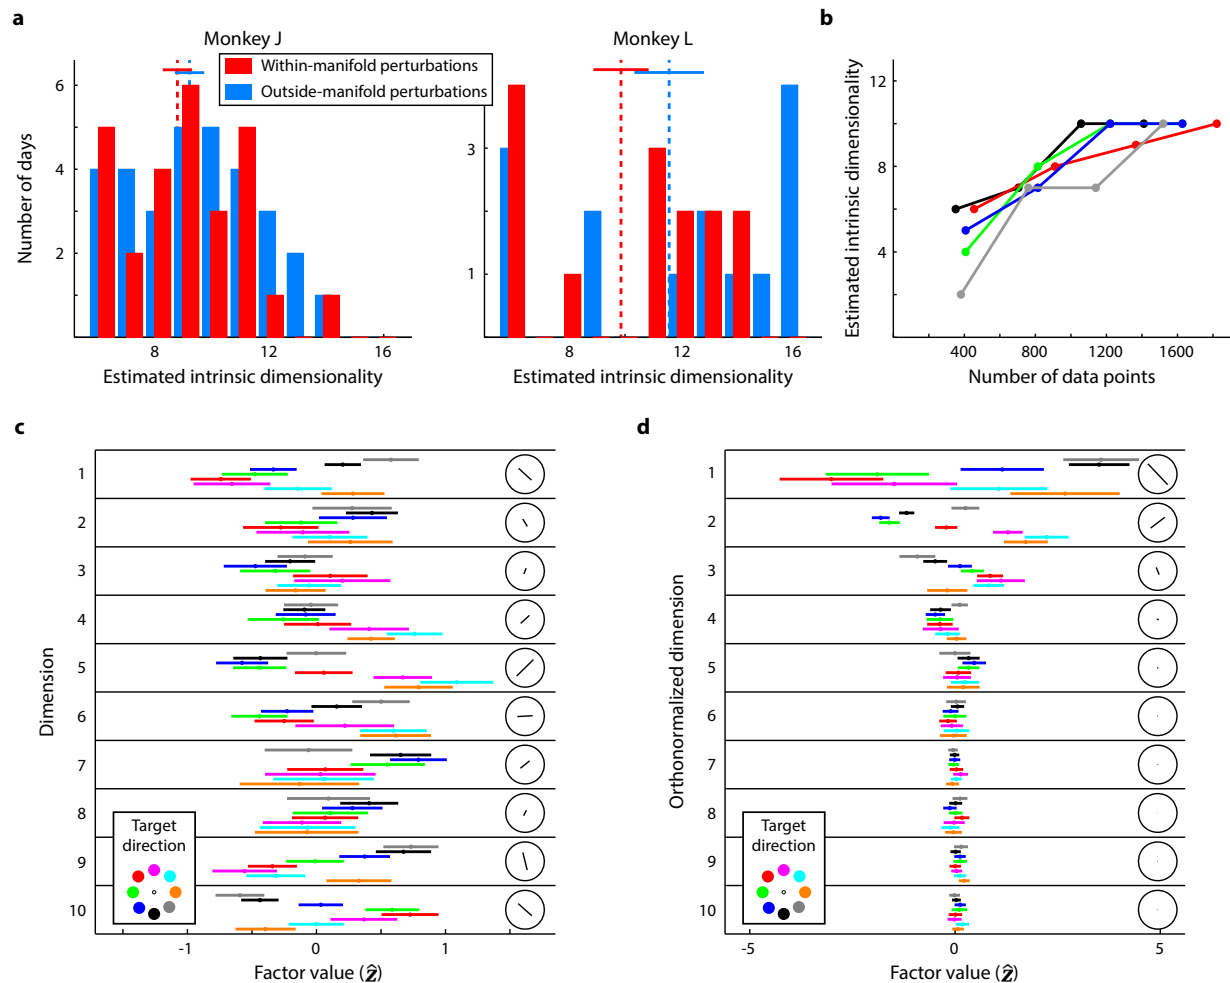 a
Monkey J
Within-manifold perturbations
Outside-manifold perturbations
Number of days
6
4
2
8
12
16
Estimated intrinsic dimensionality
Monkey L
3
1
8
12
16
Estimated intrinsic dimensionality
b
Estimated intrinsic dimensionality
12
8
4
400
800
1200
1600
Number of data points
c
Dimension
1
2
3
4
5
6
7
8
9
10
Target
direction
-1
0
1
Factor value (ẑ)
d
Orthonormalized dimension
1
2
3
4
5
6
7
8
9
10
Target
direction
-5
0
5
Factor value (ẑ)